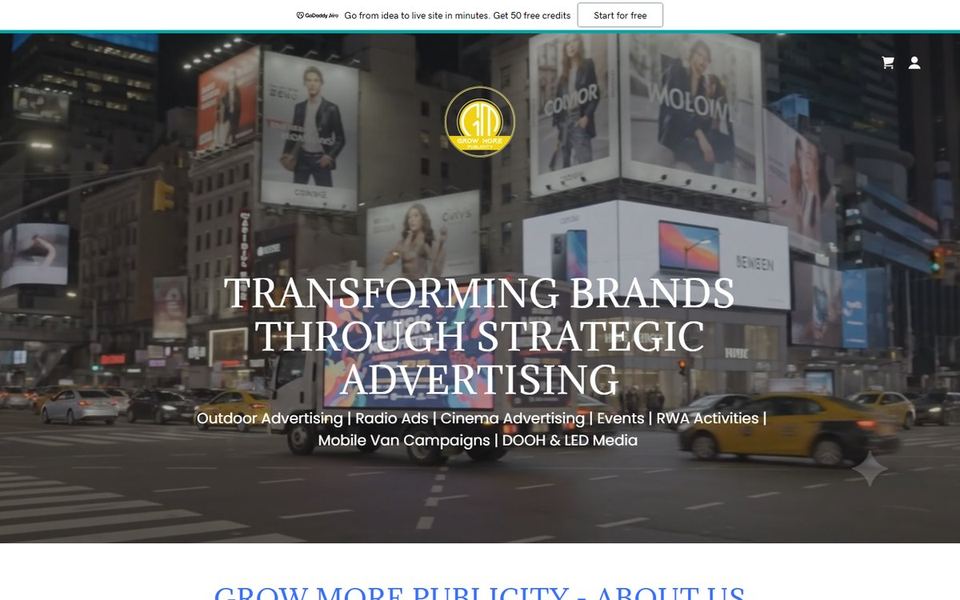 GoDaddy Airo Go from idea to live site in minutes. Get 50 free credits Start for free
GM
GROW MORE
PUBLICITY
TRANSFORMING BRANDS
THROUGH STRATEGIC
ADVERTISING
Outdoor Advertising | Radio Ads | Cinema Advertising | Events | RWA Activities |
Mobile Van Campaigns | DOOH & LED Media
GROW MORE PUBLICITY - ABOUT US